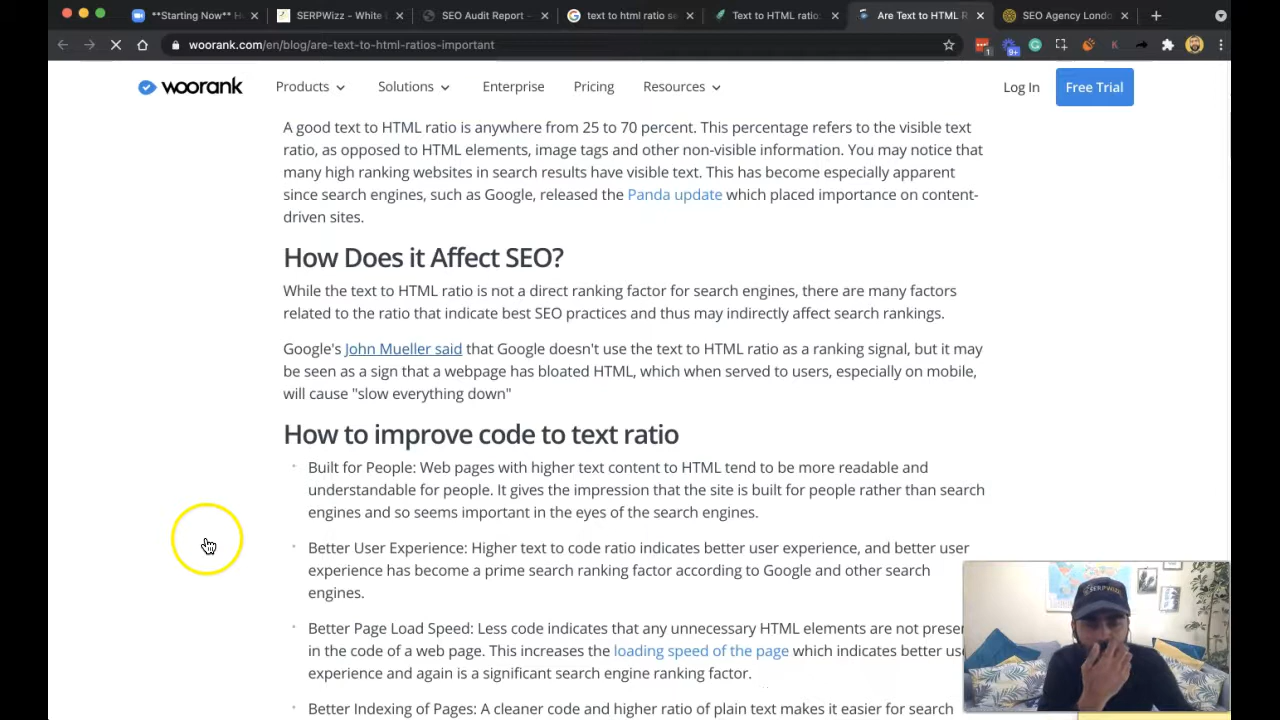 **Starting Now** H
SERPWizz - White
SEO Audit Report -
text to html ratio se
Text to HTML ratio:
Are Text to HTML R
SEO Agency Londo
woorank.com/en/blog/are-text-to-html-ratios-important
1
9+
K
woorank
Products
Solutions
Enterprise
Pricing
Resources
Log In
Free Trial
A good text to HTML ratio is anywhere from 25 to 70 percent. This percentage refers to the visible text
ratio, as opposed to HTML elements, image tags and other non-visible information. You may notice that
many high ranking websites in search results have visible text. This has become especially apparent
since search engines, such as Google, released the Panda update which placed importance on content-
driven sites.
How Does it Affect SEO?
While the text to HTML ratio is not a direct ranking factor for search engines, there are many factors
related to the ratio that indicate best SEO practices and thus may indirectly affect search rankings.
Google's John Mueller said that Google doesn't use the text to HTML ratio as a ranking signal, but it may
be seen as a sign that a webpage has bloated HTML, which when served to users, especially on mobile,
will cause "slow everything down"
How to improve code to text ratio
Built for People: Web pages with higher text content to HTML tend to be more readable and
understandable for people. It gives the impression that the site is built for people rather than search
engines and so seems important in the eyes of the search engines.
Better User Experience: Higher text to code ratio indicates better user experience, and better user
experience has become a prime search ranking factor according to Google and other search
engines.
Better Page Load Speed: Less code indicates that any unnecessary HTML elements are not presen
in the code of a web page. This increases the loading speed of the page which indicates better us
experience and again is a significant search engine ranking factor.
Better Indexing of Pages: A cleaner code and higher ratio of plain text makes it easier for search
SERPWIZZ